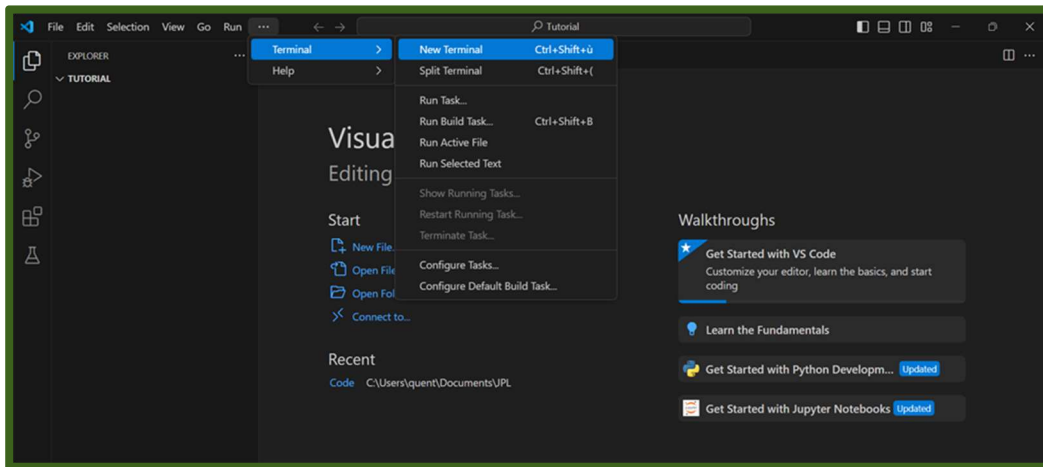 File Edit Selection View Go Run ... Tutorial
EXPLORER ...
TUTORIAL
Terminal
Help
New Terminal Ctrl+Shift+ù
Split Terminal Ctrl+Shift+(
Run Task...
Run Build Task... Ctrl+Shift+B
Run Active File
Run Selected Text
Show Running Tasks...
Restart Running Task...
Terminate Task...
Configure Tasks...
Configure Default Build Task...
Visua
Editing
Start
New File.
Open File
Open Fol
Connect to...
Recent
Code C:\Users\quent\Documents\JPL
Walkthroughs
Get Started with VS Code
Customize your editor, learn the basics, and start
coding
Learn the Fundamentals
Get Started with Python Developm... Updated
Get Started with Jupyter Notebooks Updated